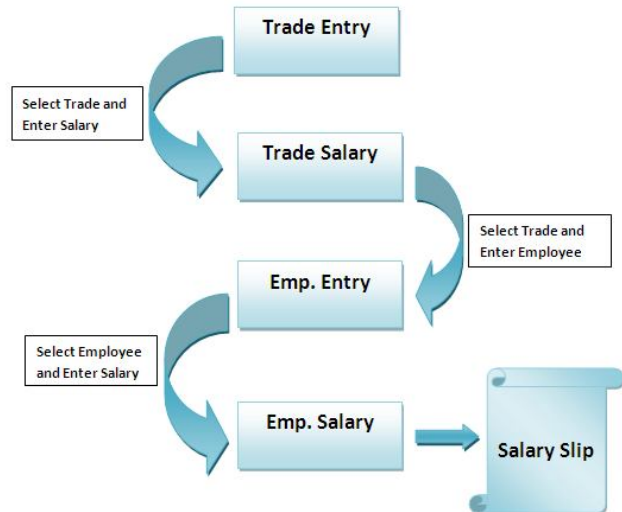 Trade Entry
Select Trade and
Enter Salary
Trade Salary
Select Trade and
Enter Employee
Emp. Entry
Select Employee
and Enter Salary
Emp. Salary
Salary Slip